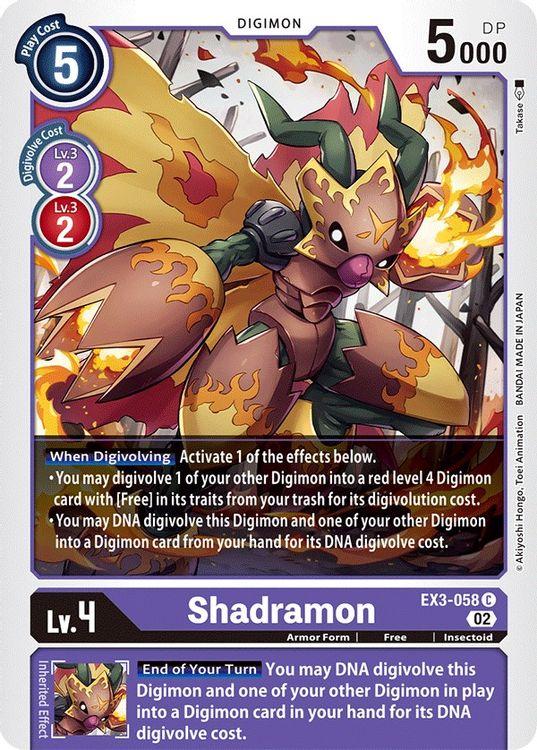 DIGIMON
Play Cost
5
DP
5000
Digivolve Cost
Lv.3
2
Lv.3
2
Takase
When Digivolving Activate 1 of the effects below.
•You may digivolve 1 of your other Digimon into a red level 4 Digimon
card with [Free] in its traits from your trash for its digivolution cost.
•You may DNA digivolve this Digimon and one of your other Digimon
into a Digimon card from your hand for its DNA digivolve cost.
© Akiyoshi Hongo, Toei Animation BANDAI MADE IN JAPAN
Lv.4
Shadramon
EX3-058 C
02
Armor Form | Free | Insectoid
Inherited Effect
End of Your Turn You may DNA digivolve this
Digimon and one of your other Digimon in play
into a Digimon card in your hand for its DNA
digivolve cost.